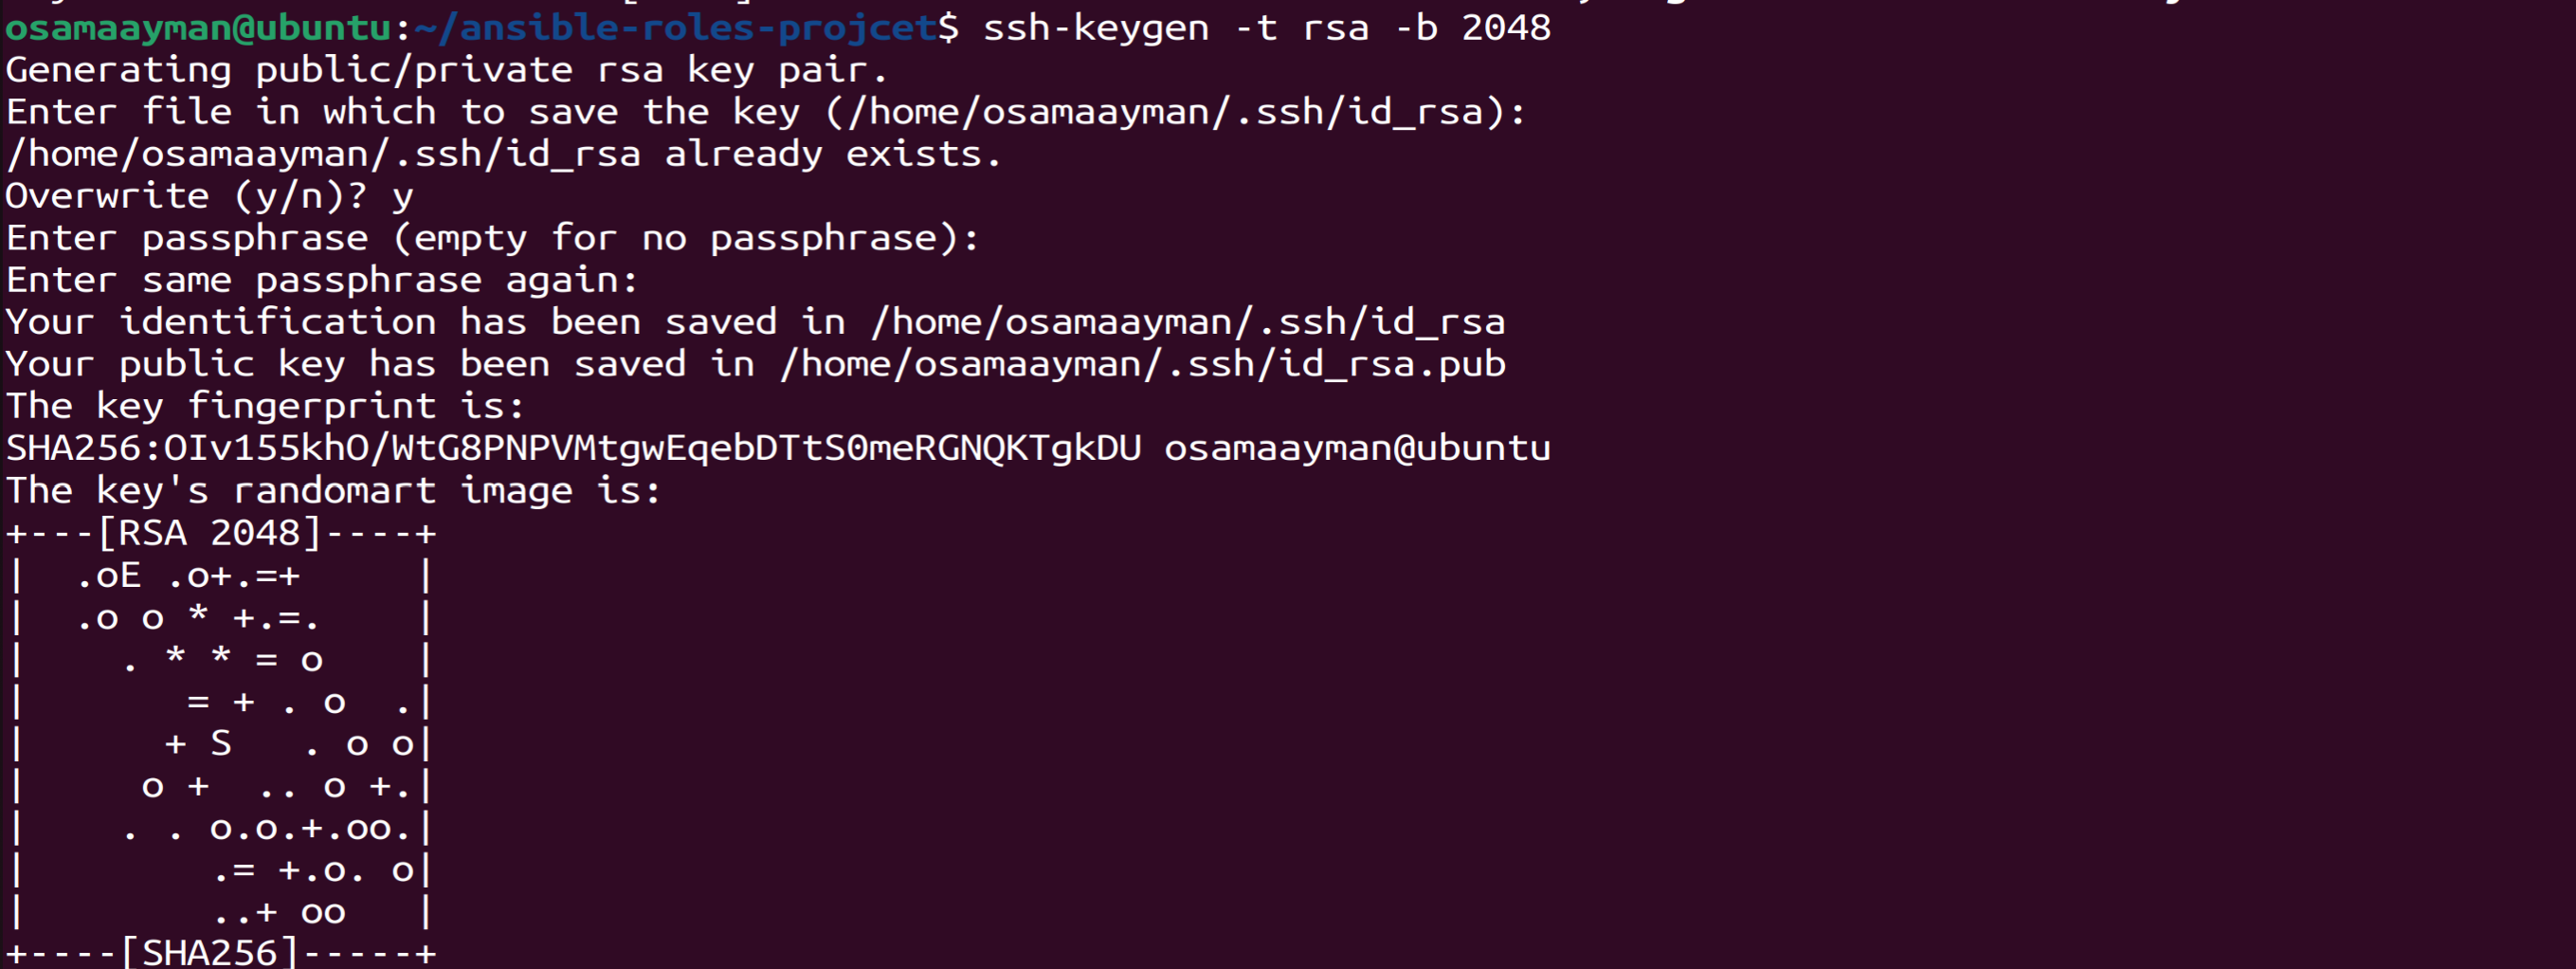 osamaayman@ubuntu:~/ansible-roles-projcet$ ssh-keygen -t rsa -b 2048
Generating public/private rsa key pair.
Enter file in which to save the key (/home/osamaayman/.ssh/id_rsa):
/home/osamaayman/.ssh/id_rsa already exists.
Overwrite (y/n)? y
Enter passphrase (empty for no passphrase):
Enter same passphrase again:
Your identification has been saved in /home/osamaayman/.ssh/id_rsa
Your public key has been saved in /home/osamaayman/.ssh/id_rsa.pub
The key fingerprint is:
SHA256:OIv155khO/WtG8PNPVMtgwEqebDTtS0meRGNQKTgkDU osamaayman@ubuntu
The key's randomart image is:
+---[RSA 2048]----+
|  .oE .o+.=+     |
|  .o o * +.=.    |
|    . * * = o    |
|       = + . o  .|
|      + S   . o o|
|     o +  .. o +.|
|    . . o.o.+.oo.|
|        .= +.o. o|
|        ..+ oo   |
+----[SHA256]-----+